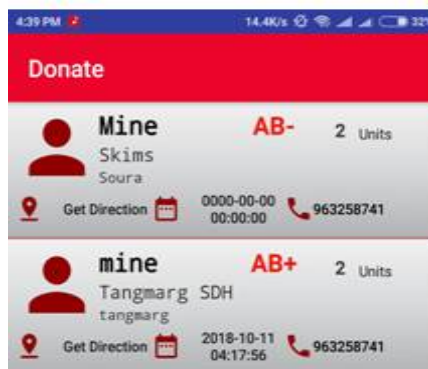 4:39 PM 14.4K/s 32%
Donate
Mine AB- 2 Units
Skims
Soura
Get Direction 0000-00-00 00:00:00 963258741
mine AB+ 2 Units
Tangmarg SDH
tangmarg
Get Direction 2018-10-11 04:17:56 963258741